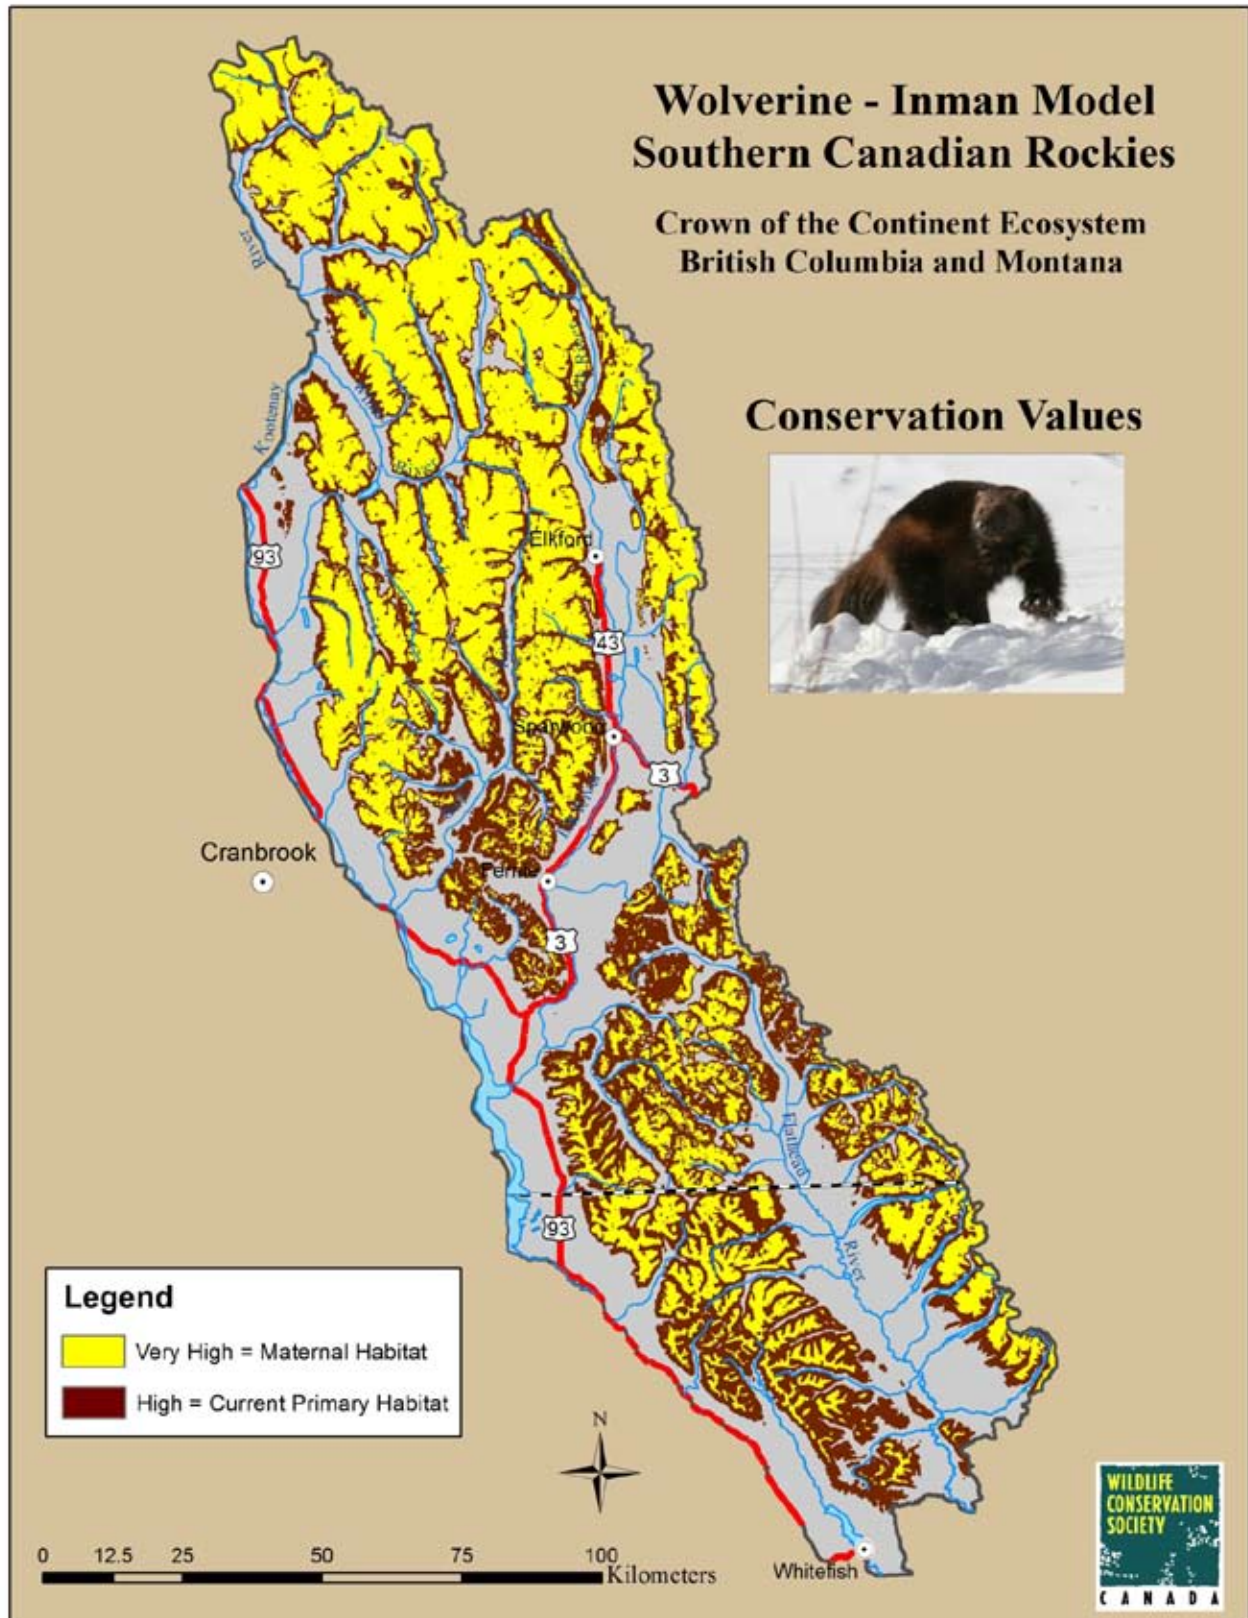 Wolverine - Inman Model
Southern Canadian Rockies
Crown of the Continent Ecosystem
British Columbia and Montana
Conservation Values
River
Kootenay
River
93
Elkford
43
Sparwood
3
Cranbrook
Fernie
3
Flathead
93
River
Legend
Very High = Maternal Habitat
High = Current Primary Habitat
N
0 12.5 25 50 75 100
Kilometers
Whitefish
WILDLIFE
CONSERVATION
SOCIETY
CANADA